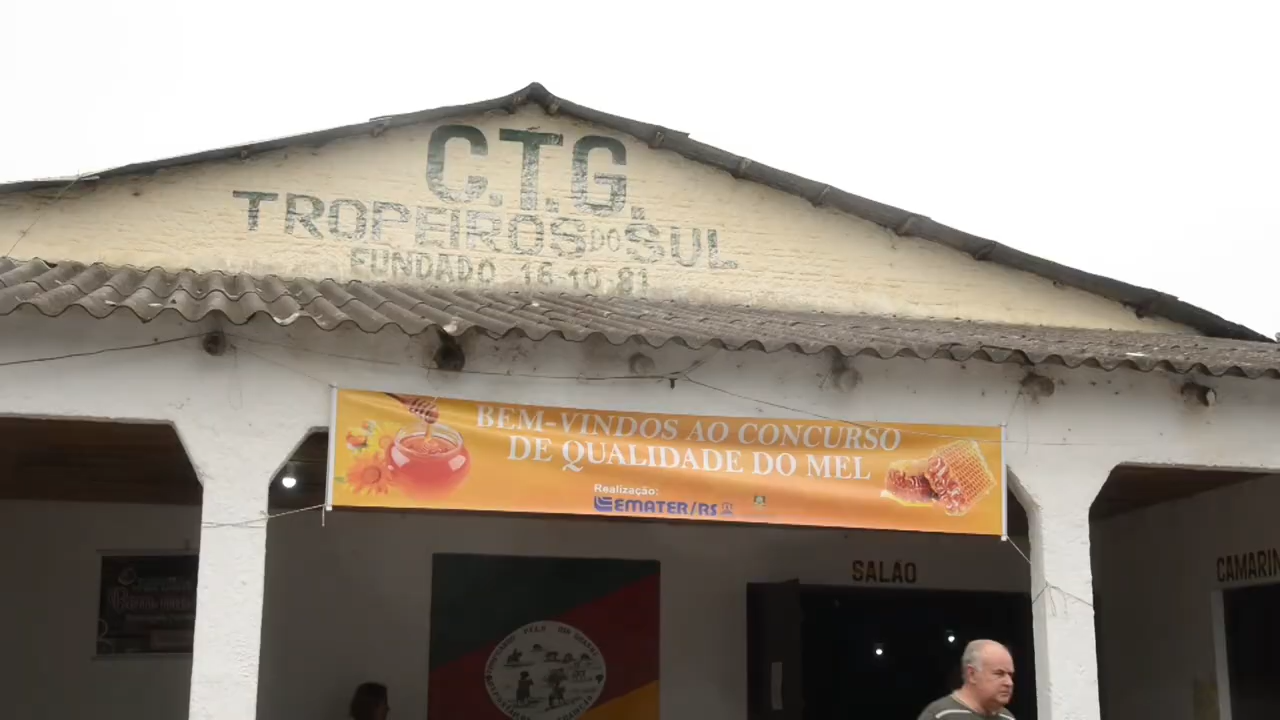 C.T.G.
TROPEIROS DO SUL
FUNDADO 16-10-81
BEM-VINDOS AO CONCURSO
DE QUALIDADE DO MEL
Realização:
EMATER/RS
SALÃO
CAMARIN